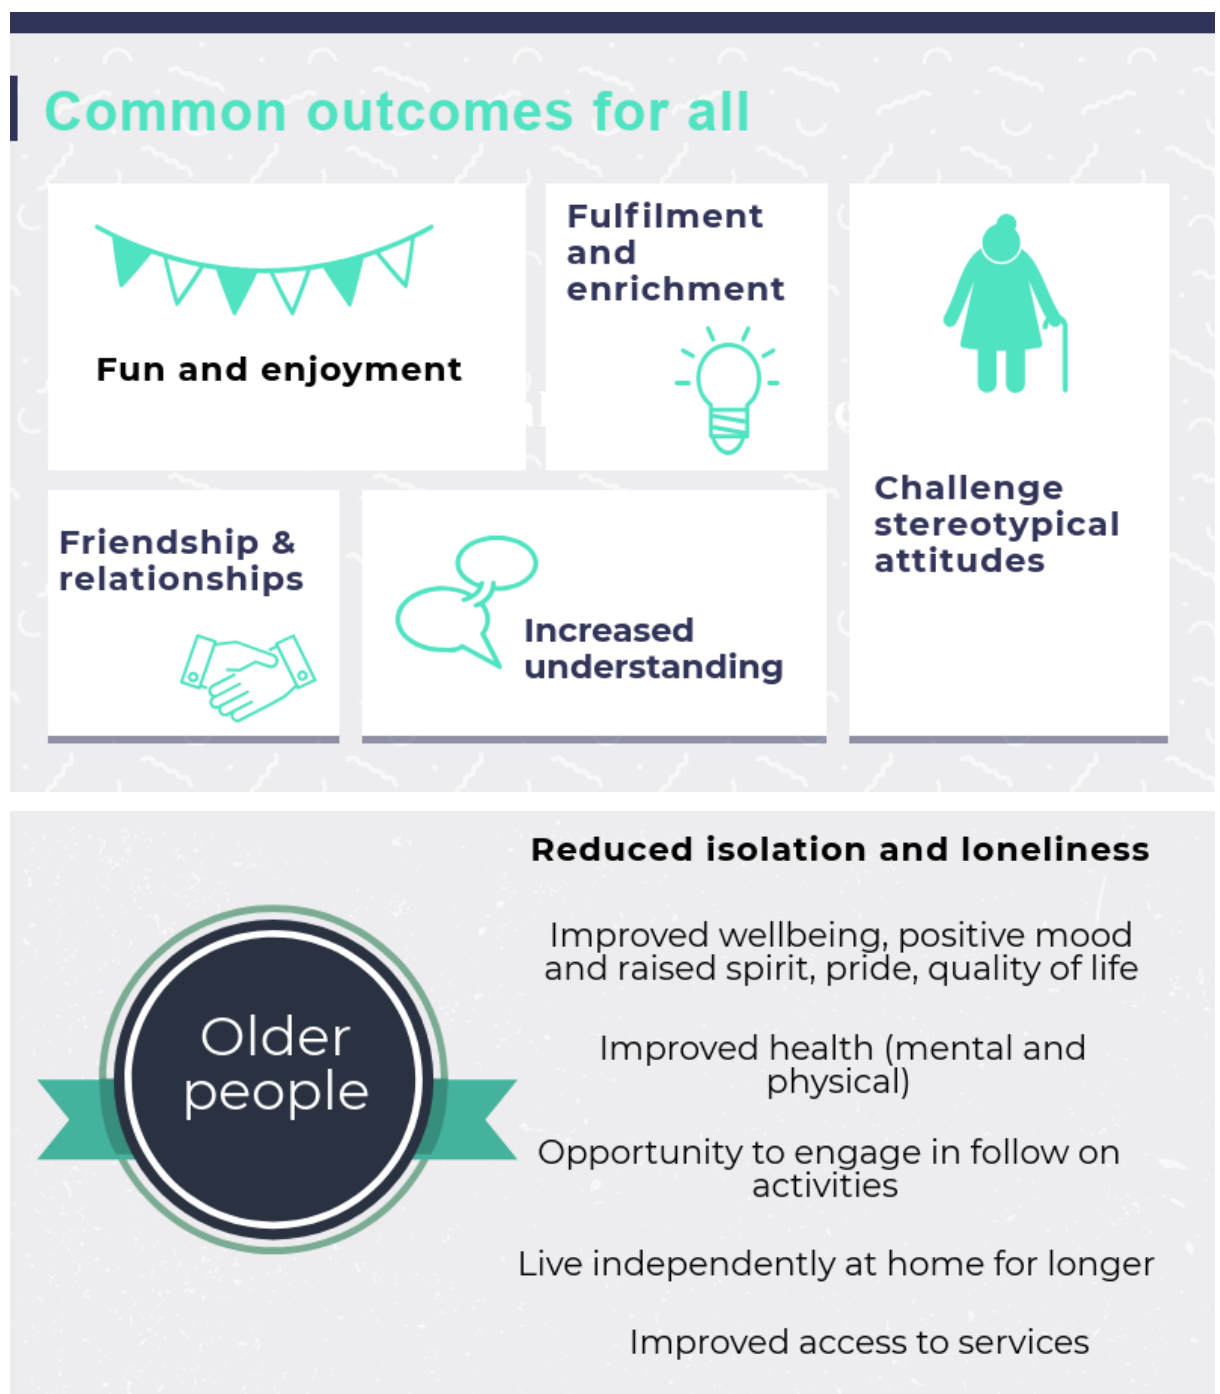 Common outcomes for all
Fun and enjoyment
Fulfilment
and
enrichment
Challenge
stereotypical
attitudes
Friendship &
relationships
Increased
understanding
Older
people
Reduced isolation and loneliness
Improved wellbeing, positive mood
and raised spirit, pride, quality of life
Improved health (mental and
physical)
Opportunity to engage in follow on
activities
Live independently at home for longer
Improved access to services